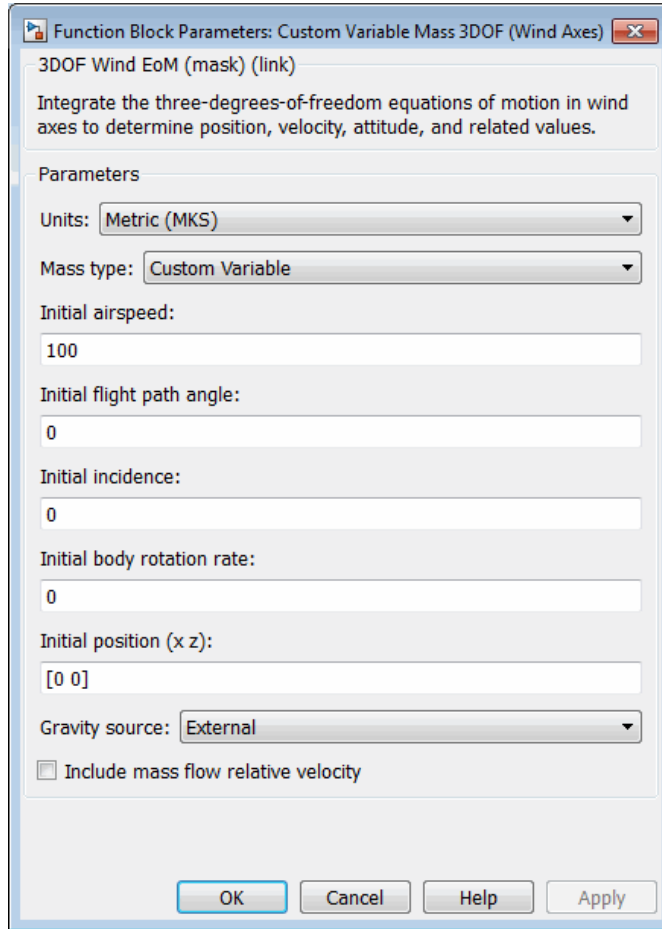 Function Block Parameters: Custom Variable Mass 3DOF (Wind Axes)
3DOF Wind EoM (mask) (link)
Integrate the three-degrees-of-freedom equations of motion in wind
axes to determine position, velocity, attitude, and related values.
Parameters
Units: Metric (MKS)
Mass type: Custom Variable
Initial airspeed:
100
Initial flight path angle:
0
Initial incidence:
0
Initial body rotation rate:
0
Initial position (x z):
[0 0]
Gravity source: External
Include mass flow relative velocity
OK Cancel Help Apply